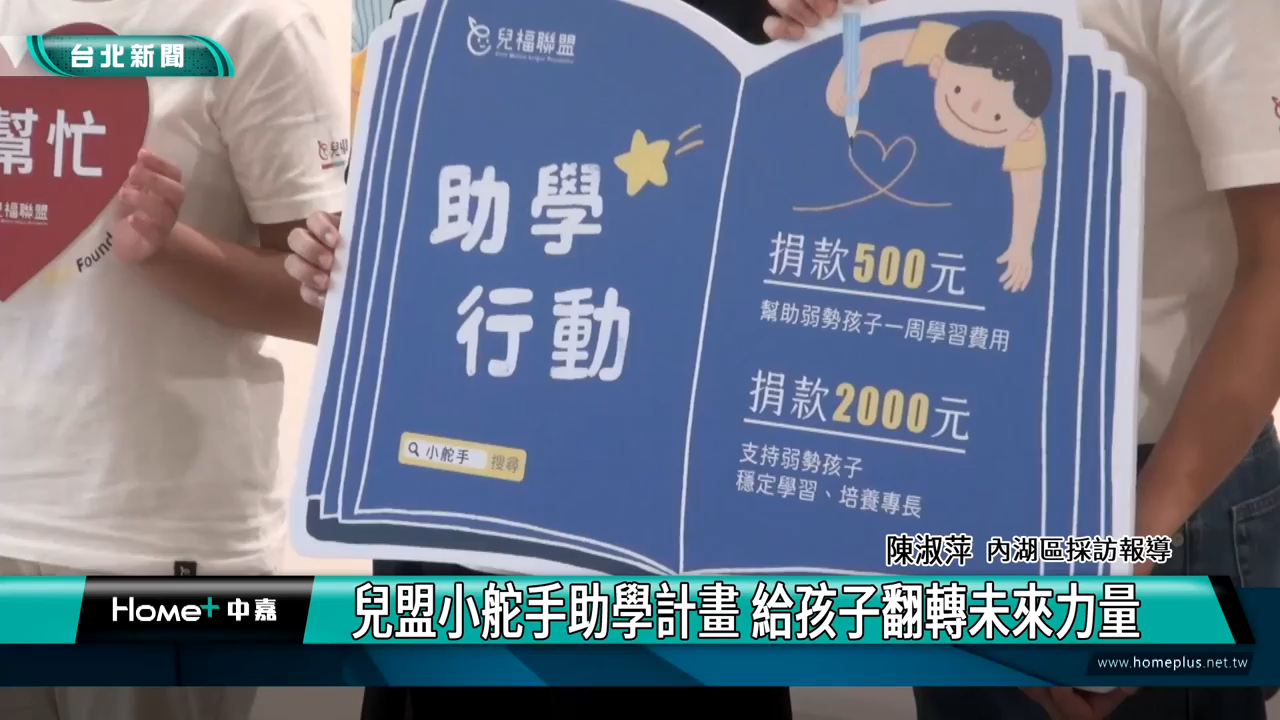 台北新聞
幫忙
兒福聯盟
Found
兒福聯盟
助學
行動
小舵手 搜尋
捐款500元
幫助弱勢孩子一周學習費用
捐款2000元
支持弱勢孩子
穩定學習、培養專長
陳淑萍 內湖區採訪報導
Home+中嘉
兒盟小舵手助學計畫 給孩子翻轉未來力量
www.homeplus.net.tw